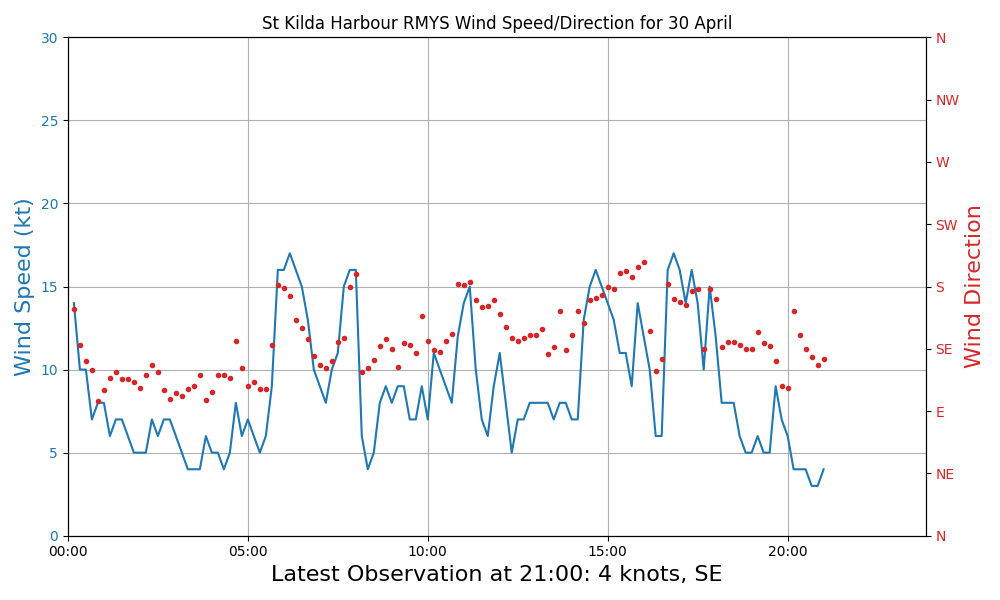 St Kilda Harbour RMYS Wind Speed/Direction for 30 April
30
25
20
15
10
5
0
Wind Speed (kt)
N
NW
W
SW
S
SE
E
NE
N
Wind Direction
00:00 05:00 10:00 15:00 20:00
Latest Observation at 21:00: 4 knots, SE